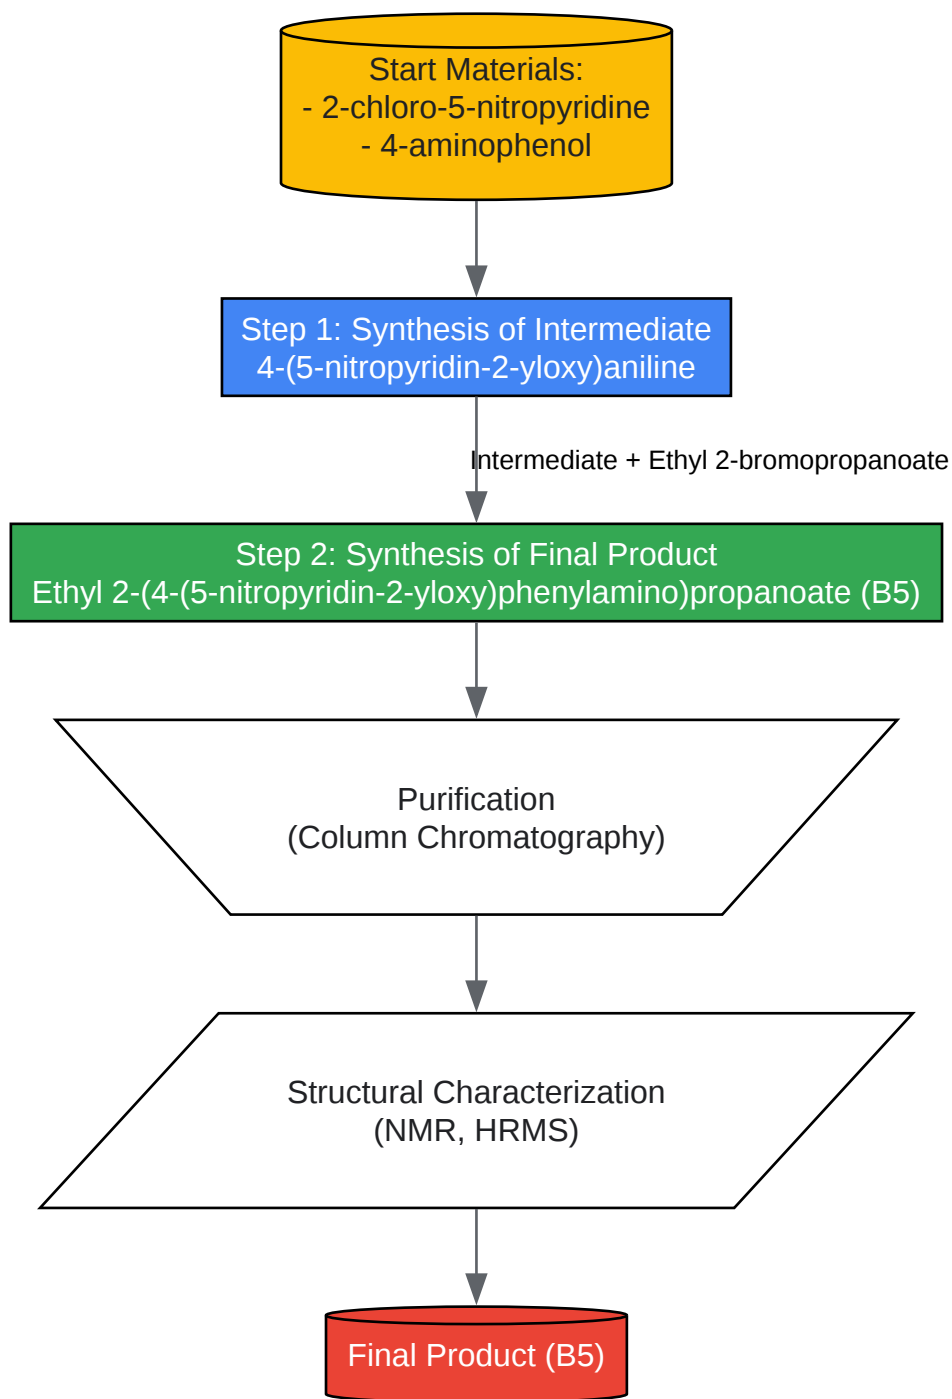 Start Materials:
- 2-chloro-5-nitropyridine
- 4-aminophenol
Step 1: Synthesis of Intermediate
4-(5-nitropyridin-2-yloxy)aniline
Intermediate + Ethyl 2-bromopropanoate
Step 2: Synthesis of Final Product
Ethyl 2-(4-(5-nitropyridin-2-yloxy)phenylamino)propanoate (B5)
Purification
(Column Chromatography)
Structural Characterization
(NMR, HRMS)
Final Product (B5)